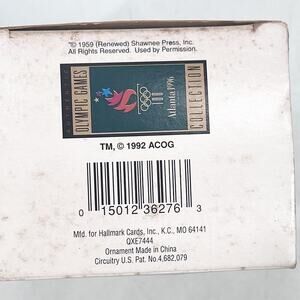 © 1959 (Renewed) Shawnee Press, Inc.
All Rights Reserved. Used by Permission.
OLYMPIC GAMES
100
Atlanta 1996
COLLECTION
TM, © 1992 ACOG
0 15012 36276 3
Mfd. for Hallmark Cards, Inc., K.C., MO 64141
QXE7444
Ornament Made in China
Circuitry U.S. Pat. No. 4,682,079